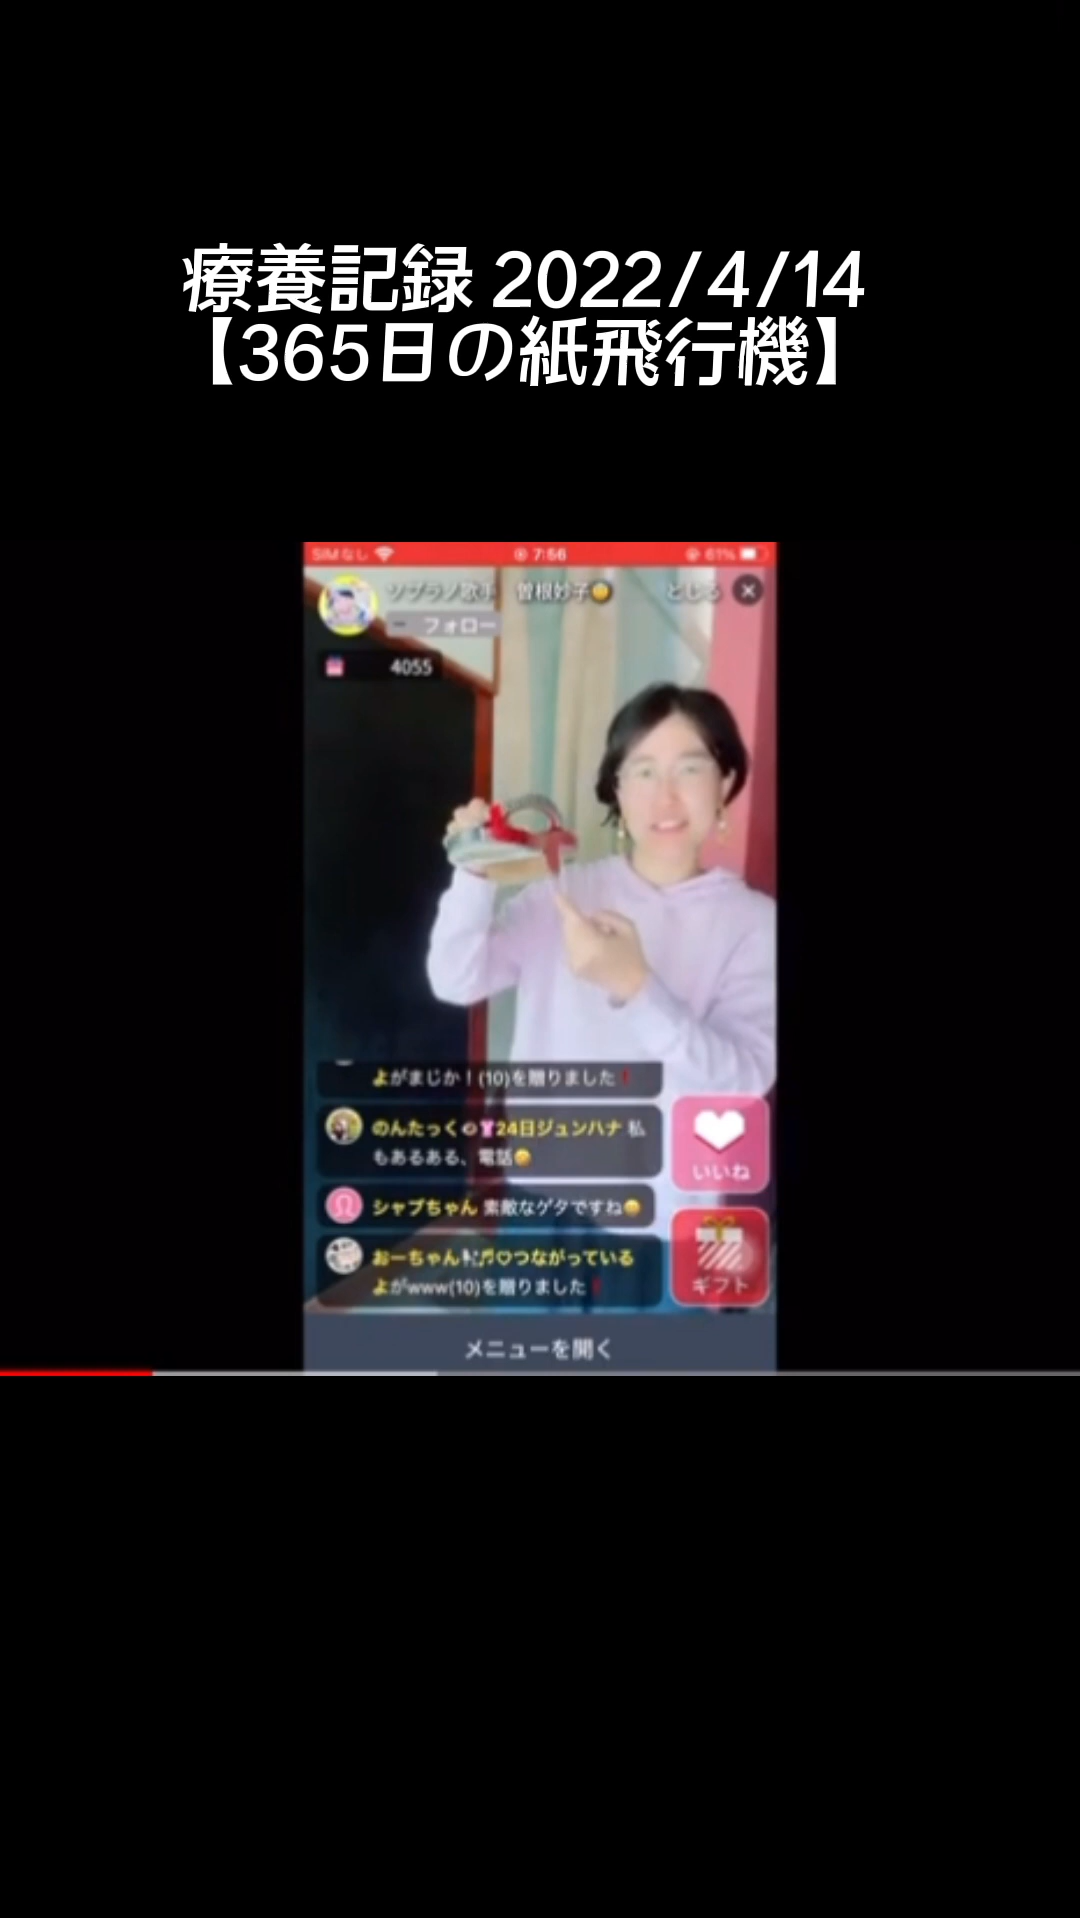 療養記録 2022/4/14
【365日の紙飛行機】
SIMなし 7:56 61%
ソプラノ歌手 曽根妙子 とじる
フォロー
4055
よがまじか！(10)を贈りました！
のんたっく 24日ジュンハナ 私
もあるある、電話
シャブちゃん 素敵なゲタですね
おーちゃん つながっている
よがwww(10)を贈りました！
いいね
ギフト
メニューを開く